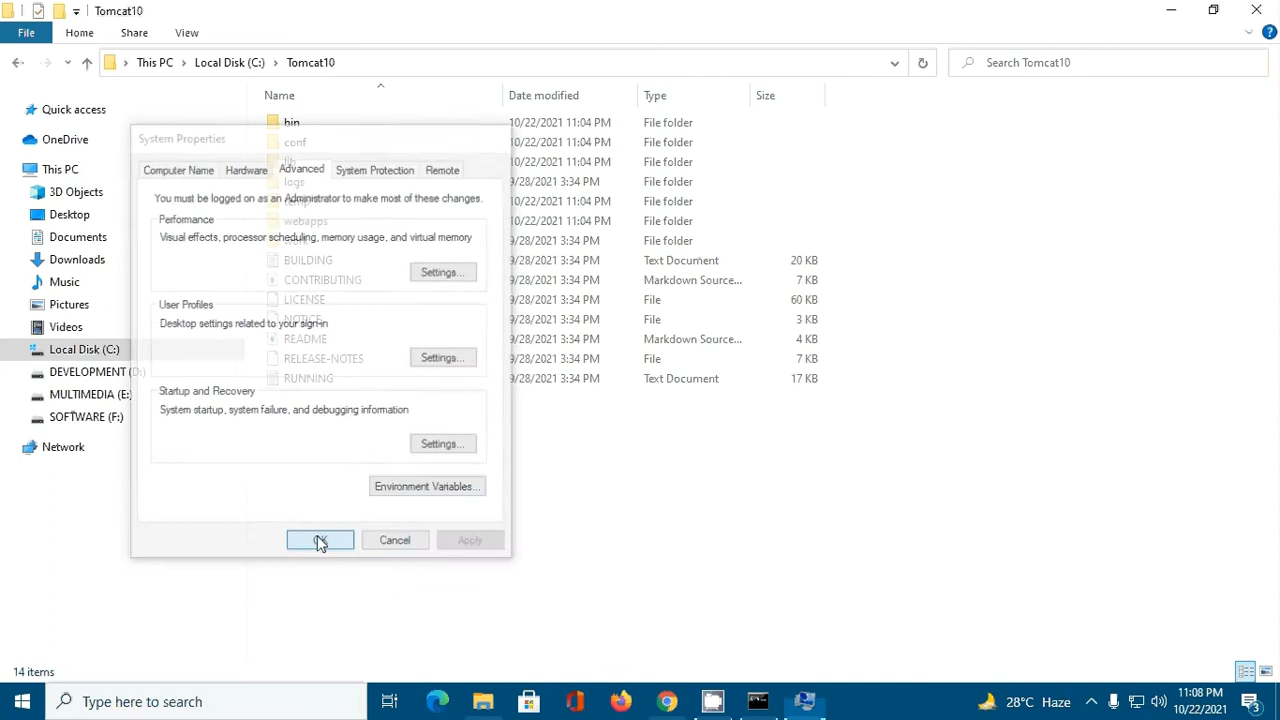 Tomcat10
File Home Share View
This PC Local Disk (C:) Tomcat10 Search Tomcat10
Name Date modified Type Size
Quick access
OneDrive
This PC
3D Objects
Desktop
Documents
Downloads
Music
Pictures
Videos
Local Disk (C:)
DEVELOPMENT (D:)
MULTIMEDIA (E:)
SOFTWARE (F:)
Network
bin 10/22/2021 11:04 PM File folder
conf 10/22/2021 11:04 PM File folder
lib 10/22/2021 11:04 PM File folder
logs 9/28/2021 3:34 PM File folder
temp 10/22/2021 11:04 PM File folder
webapps 10/22/2021 11:04 PM File folder
9/28/2021 3:34 PM File folder
BUILDING 9/28/2021 3:34 PM Text Document 20 KB
CONTRIBUTING 9/28/2021 3:34 PM Markdown Source... 7 KB
LICENSE 9/28/2021 3:34 PM File 60 KB
NOTICE 9/28/2021 3:34 PM File 3 KB
README 9/28/2021 3:34 PM Markdown Source... 4 KB
RELEASE-NOTES 9/28/2021 3:34 PM File 7 KB
RUNNING 9/28/2021 3:34 PM Text Document 17 KB
System Properties
Computer Name Hardware Advanced System Protection Remote
You must be logged on as an Administrator to make most of these changes.
Performance
Visual effects, processor scheduling, memory usage, and virtual memory
Settings...
User Profiles
Desktop settings related to your sign-in
Settings...
Startup and Recovery
System startup, system failure, and debugging information
Settings...
Environment Variables...
OK Cancel Apply
14 items
Type here to search
28°C Haze
11:08 PM
10/22/2021
3